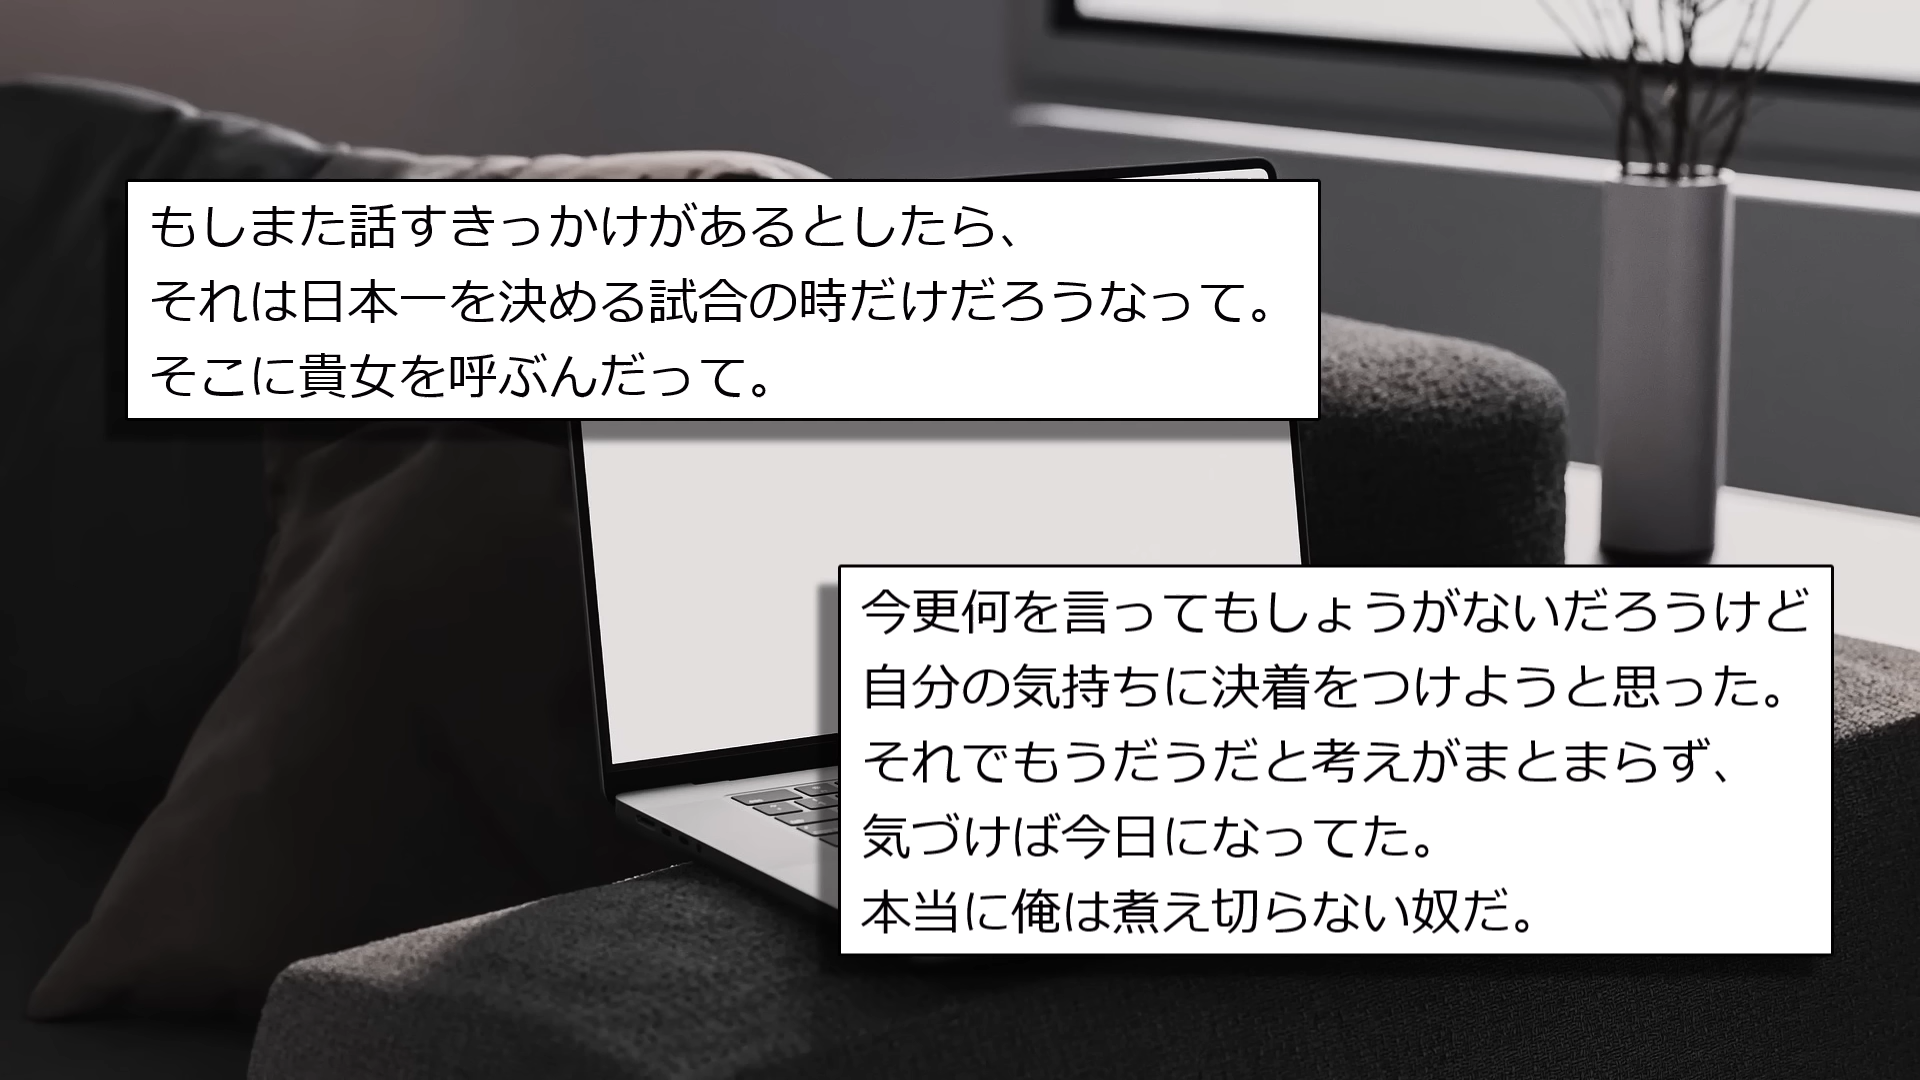 もしまた話すきっかけがあるとしたら、
それは日本一を決める試合の時だけだろうなって。
そこに貴女を呼ぶんだって。
今更何を言ってもしょうがないだろうけど
自分の気持ちに決着をつけようと思った。
それでもうだうだと考えがまとまらず、
気づけば今日になってた。
本当に俺は煮え切らない奴だ。